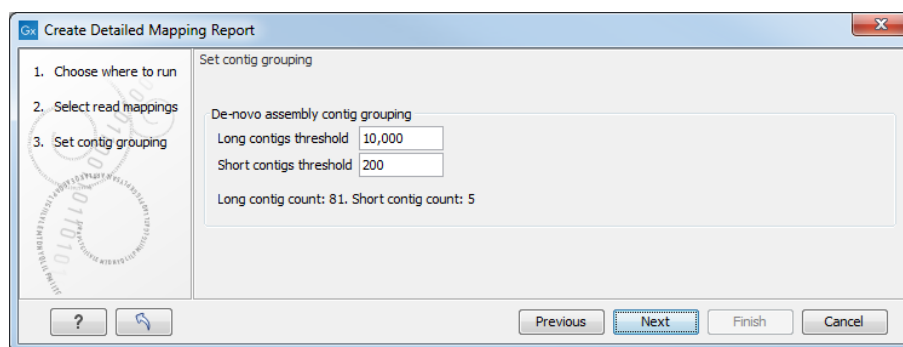 Gx Create Detailed Mapping Report
1. Choose where to run
2. Select read mappings
3. Set contig grouping
Set contig grouping
De-novo assembly contig grouping
Long contigs threshold 10,000
Short contigs threshold 200
Long contig count: 81. Short contig count: 5
? Previous Next Finish Cancel